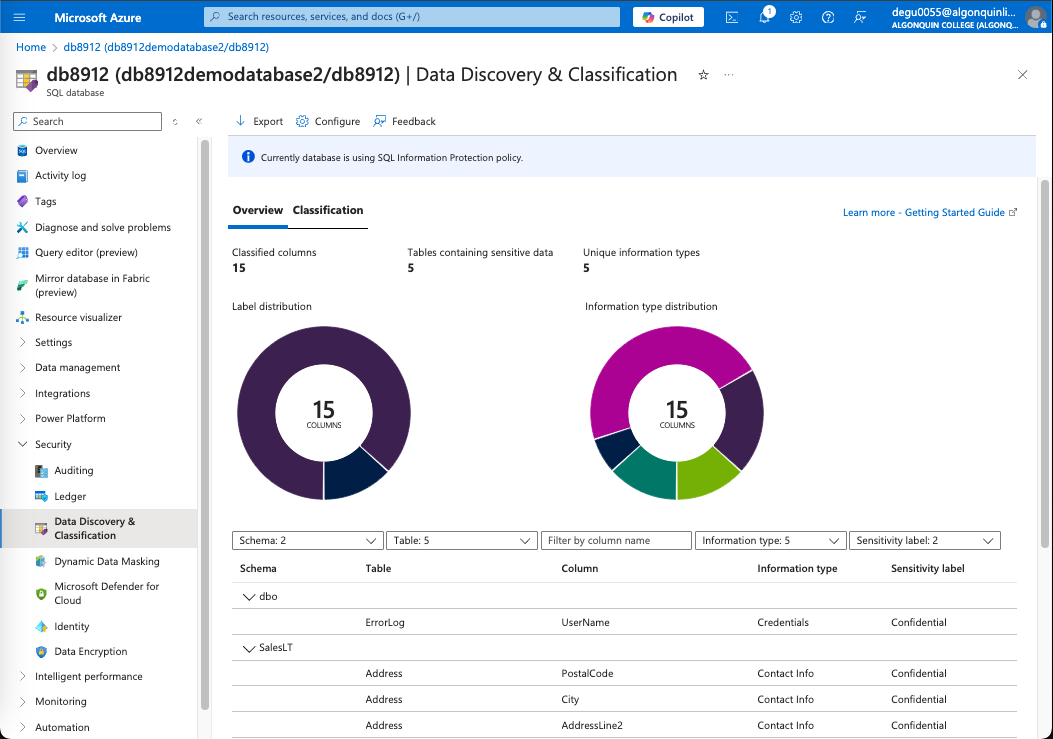 Microsoft Azure
Search resources, services, and docs (G+/)
Copilot
1
degu0055@algonquinli...
ALGONQUIN COLLEGE (ALGONQ...
Home > db8912 (db8912demodatabase2/db8912)
db8912 (db8912demodatabase2/db8912) | Data Discovery & Classification
SQL database
Search
Overview
Activity log
Tags
Diagnose and solve problems
Query editor (preview)
Mirror database in Fabric
(preview)
Resource visualizer
Settings
Data management
Integrations
Power Platform
Security
Auditing
Ledger
Data Discovery &
Classification
Dynamic Data Masking
Microsoft Defender for
Cloud
Identity
Data Encryption
Intelligent performance
Monitoring
Automation
Export Configure Feedback
Currently database is using SQL Information Protection policy.
Overview Classification
Learn more - Getting Started Guide
Classified columns Tables containing sensitive data Unique information types
15 5 5
Label distribution Information type distribution
15 15
COLUMNS COLUMNS
Schema: 2 Table: 5 Filter by column name Information type: 5 Sensitivity label: 2
Schema Table Column Information type Sensitivity label
dbo
ErrorLog UserName Credentials Confidential
SalesLT
Address PostalCode Contact Info Confidential
Address City Contact Info Confidential
Address AddressLine2 Contact Info Confidential